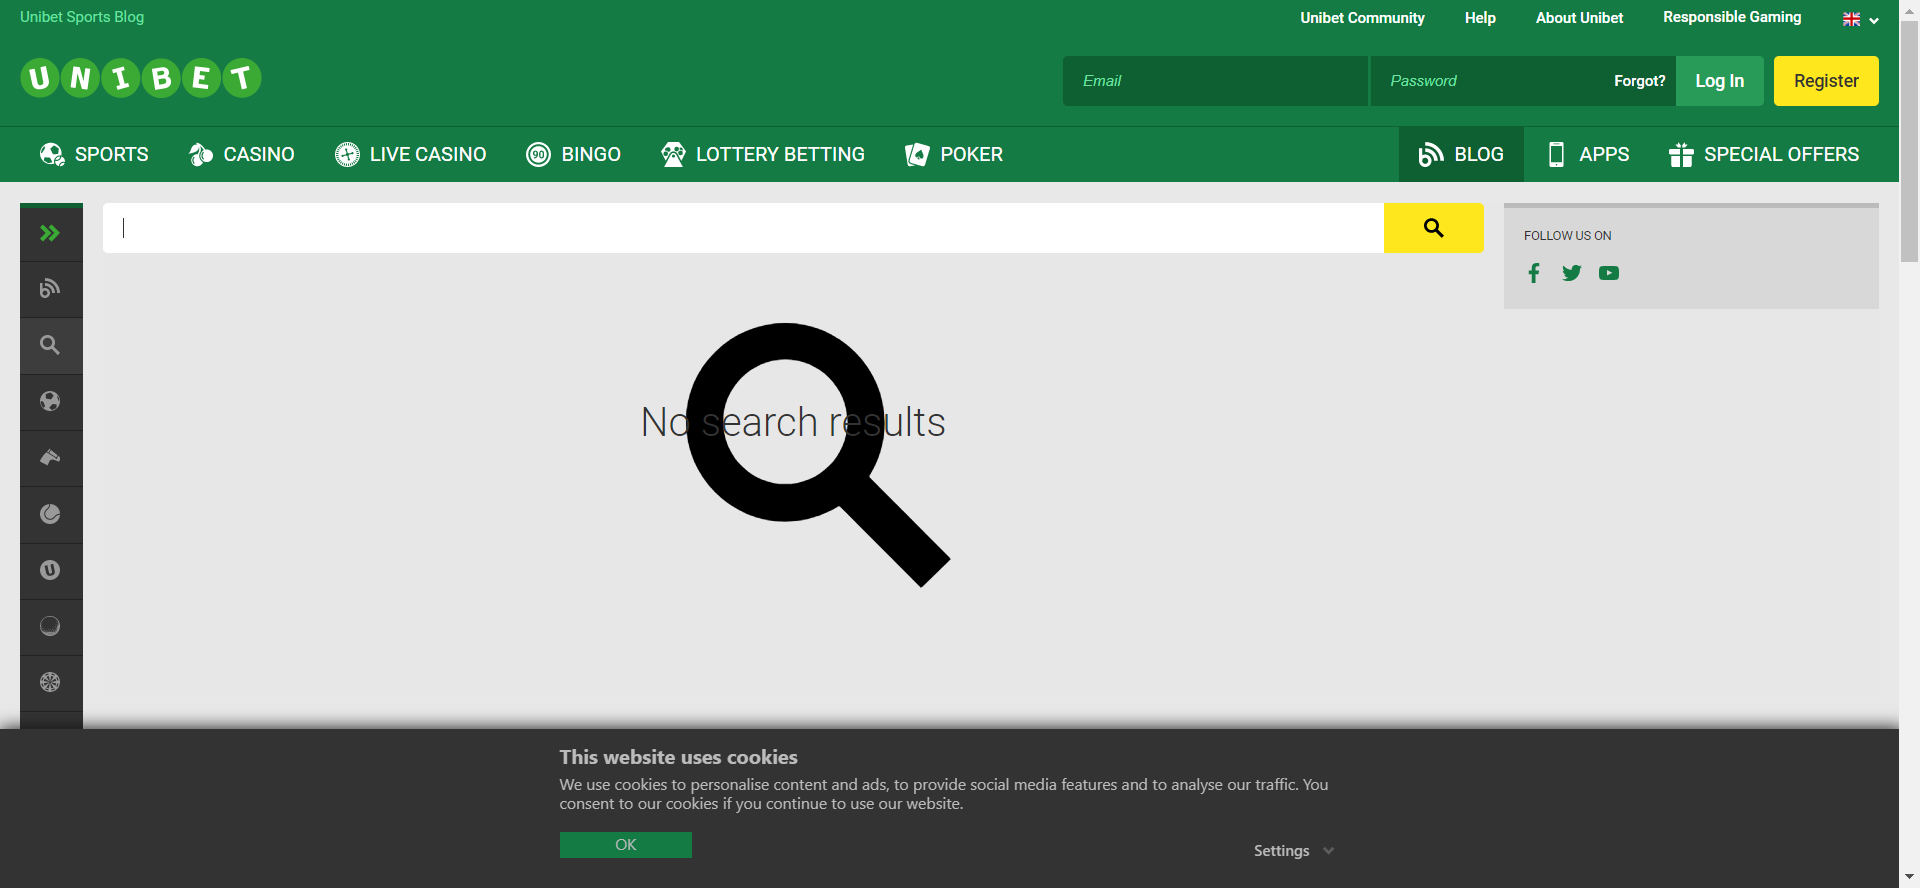 Unibet Sports Blog
Unibet Community
Help
About Unibet
Responsible Gaming
UNIBET
Email
Password
Forgot?
Log In
Register
SPORTS
CASINO
LIVE CASINO
90
BINGO
LOTTERY BETTING
POKER
BLOG
APPS
SPECIAL OFFERS
FOLLOW US ON
No search results
U
This website uses cookies
We use cookies to personalise content and ads, to provide social media features and to analyse our traffic. You
consent to our cookies if you continue to use our website.
OK
Settings